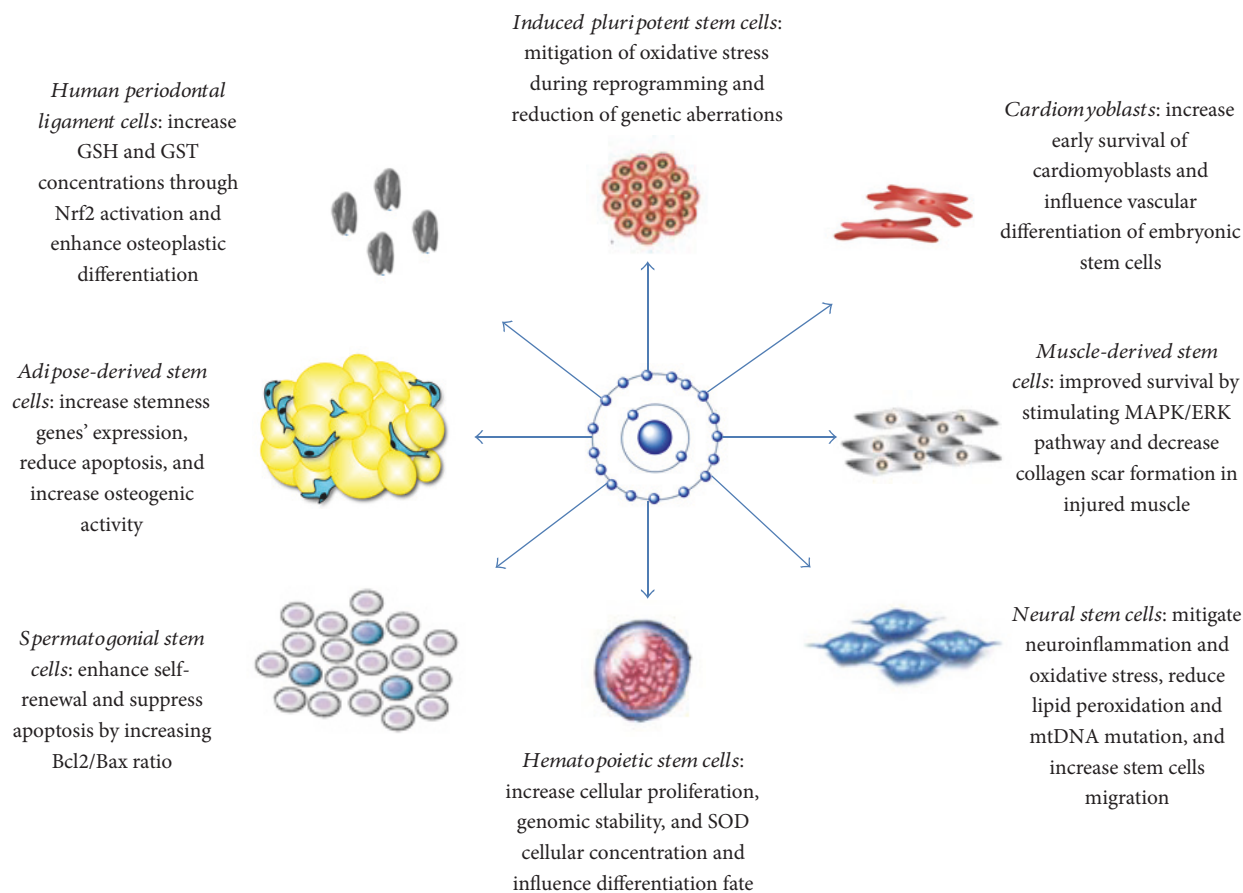 Induced pluripotent stem cells:
mitigation of oxidative stress
during reprogramming and
reduction of genetic aberrations
Human periodontal
ligament cells: increase
GSH and GST
concentrations through
Nrf2 activation and
enhance osteoplastic
differentiation
Cardiomyoblasts: increase
early survival of
cardiomyoblasts and
influence vascular
differentiation of embryonic
stem cells
Adipose-derived stem
cells: increase stemness
genes’ expression,
reduce apoptosis, and
increase osteogenic
activity
Muscle-derived stem
cells: improved survival by
stimulating MAPK/ERK
pathway and decrease
collagen scar formation in
injured muscle
Spermatogonial stem
cells: enhance self-
renewal and suppress
apoptosis by increasing
Bcl2/Bax ratio
Neural stem cells: mitigate
neuroinflammation and
oxidative stress, reduce
lipid peroxidation and
mtDNA mutation, and
increase stem cells
migration
Hematopoietic stem cells:
increase cellular proliferation,
genomic stability, and SOD
cellular concentration and
influence differentiation fate